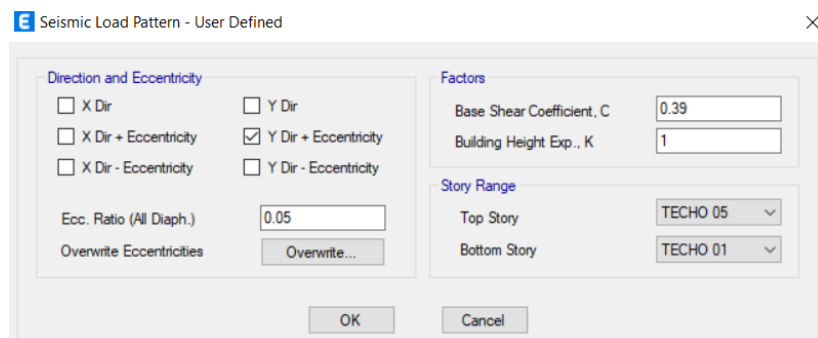 E Seismic Load Pattern - User Defined
Direction and Eccentricity
X Dir
Y Dir
X Dir + Eccentricity
Y Dir + Eccentricity
X Dir - Eccentricity
Y Dir - Eccentricity
Ecc. Ratio (All Diaph.) 0.05
Overwrite Eccentricities Overwrite...
Factors
Base Shear Coefficient, C 0.39
Building Height Exp., K 1
Story Range
Top Story TECHO 05
Bottom Story TECHO 01
OK
Cancel